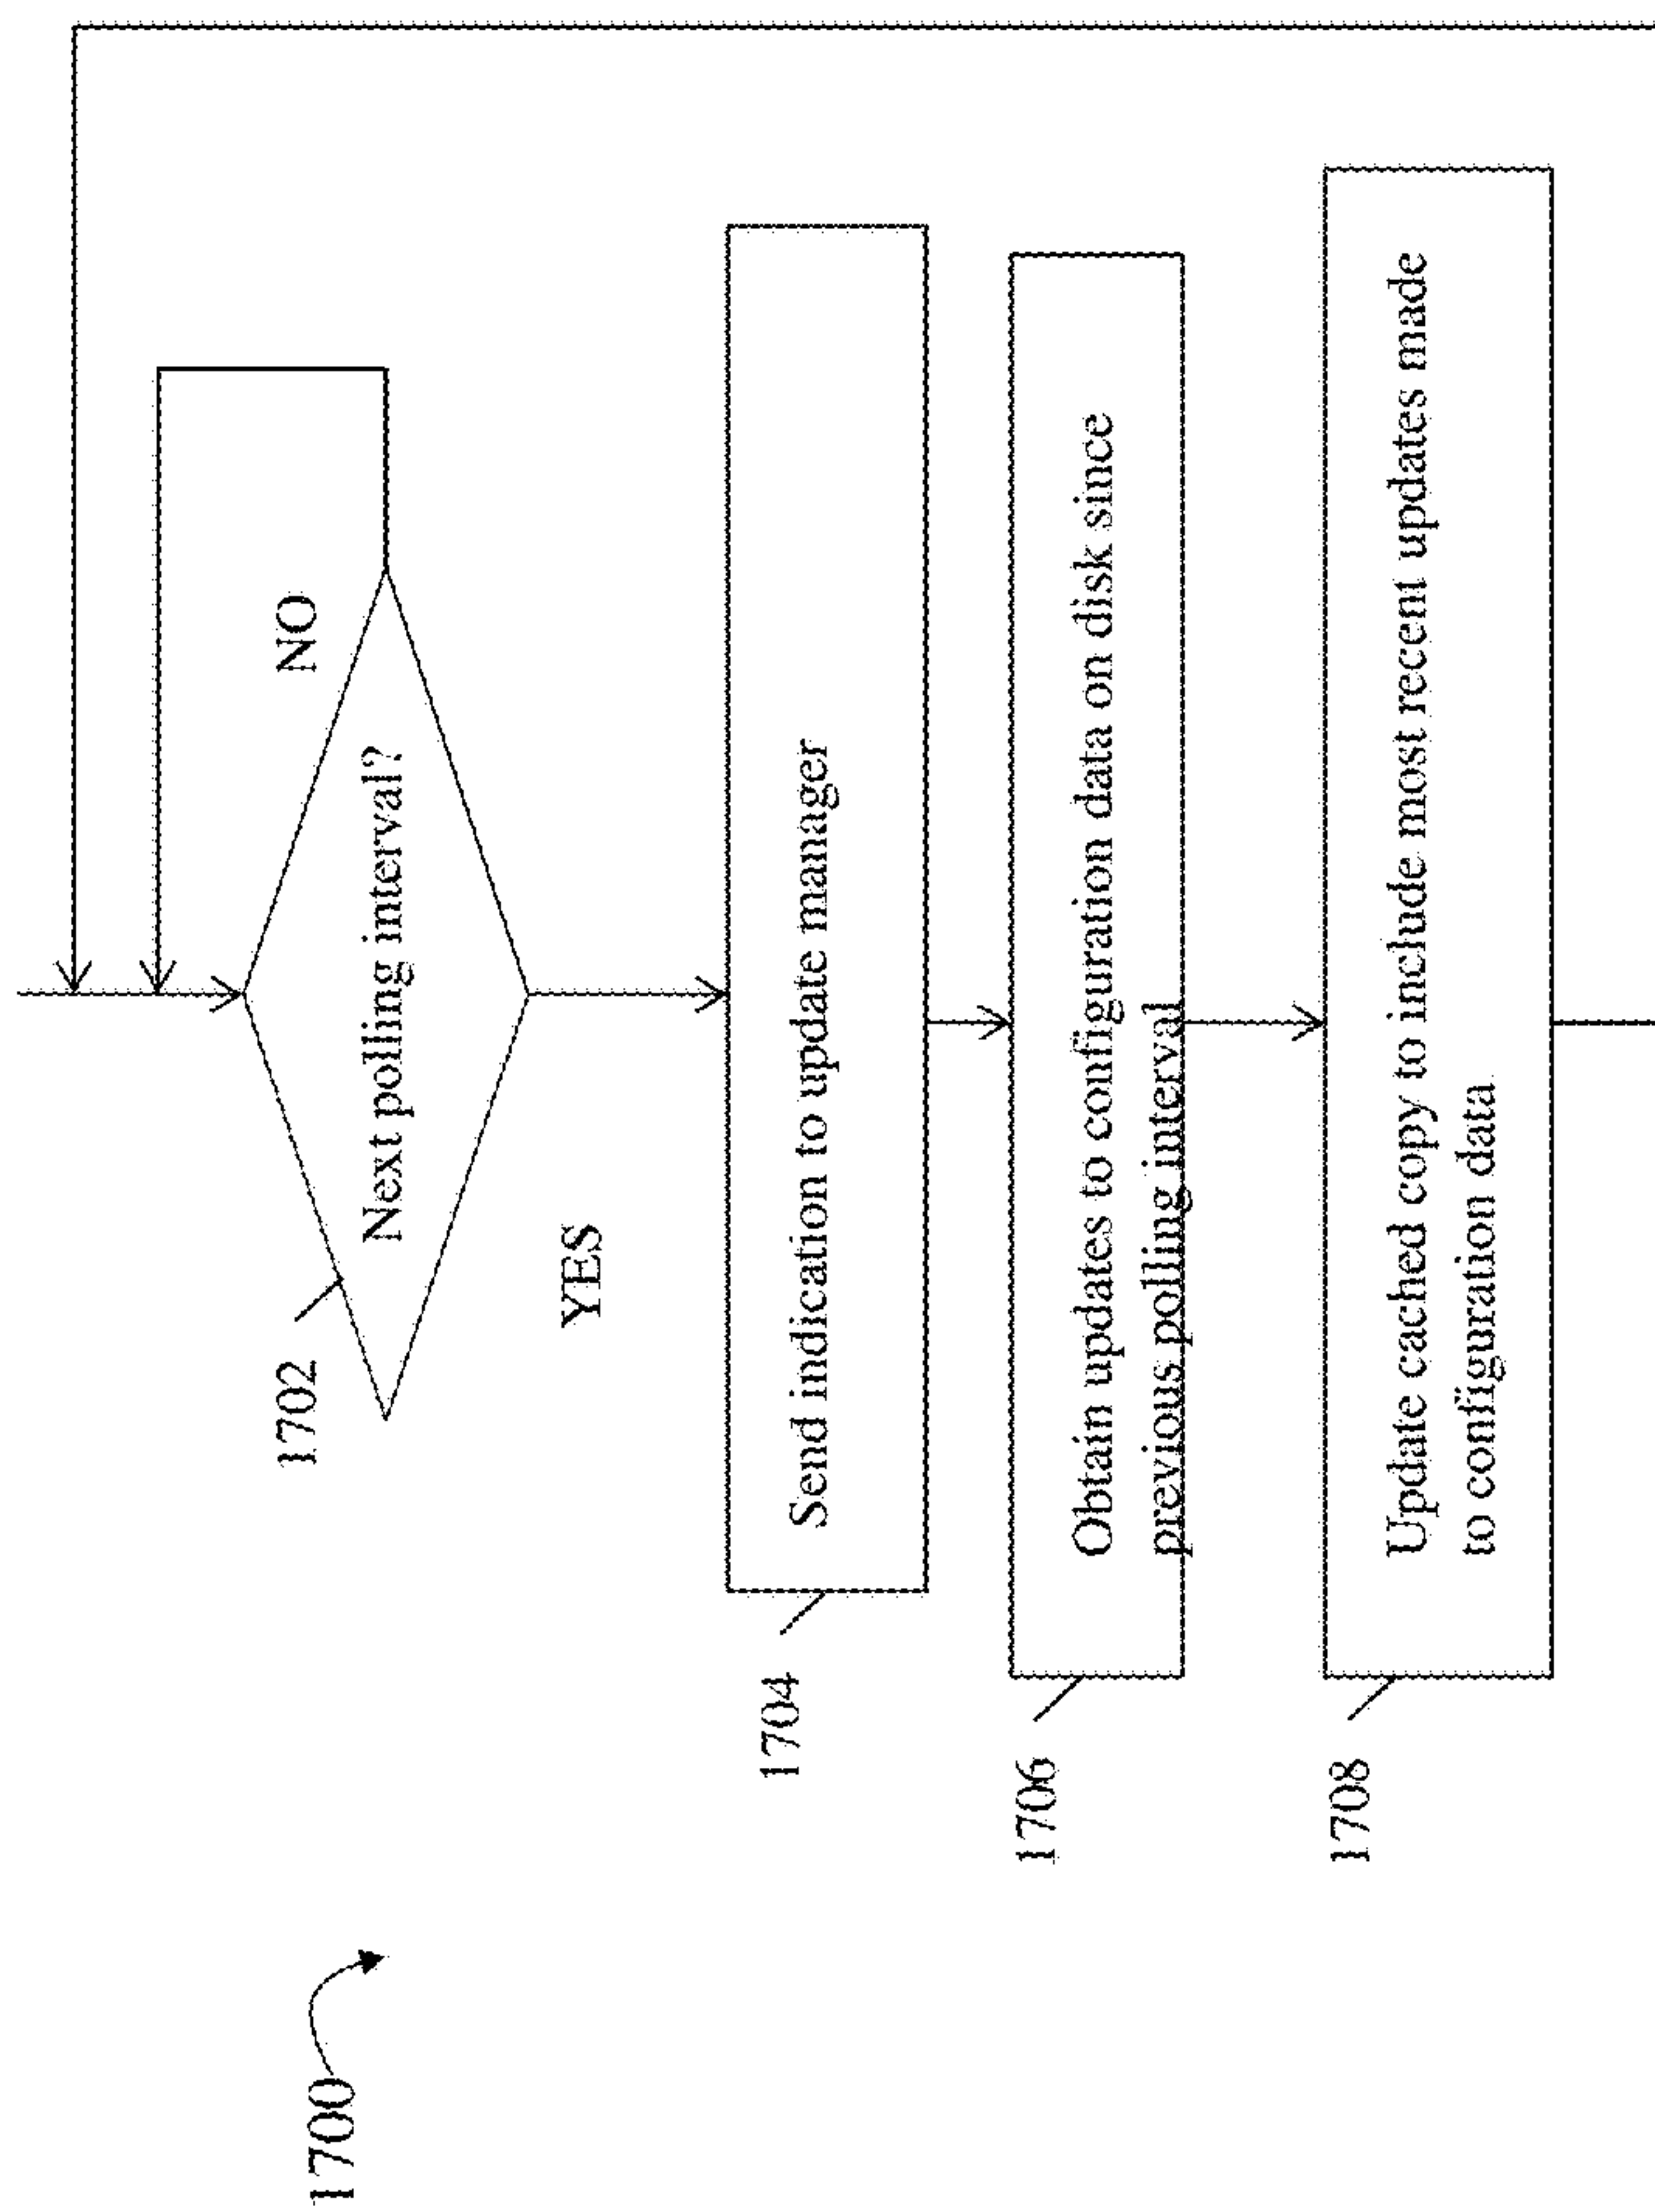 1700
1702
Next polling interval?
NO
YES
1704
Send indication to update manager
1706
Obtain updates to configuration data on disk since
previous polling interval
1708
Update cached copy to include most recent updates made
to configuration data